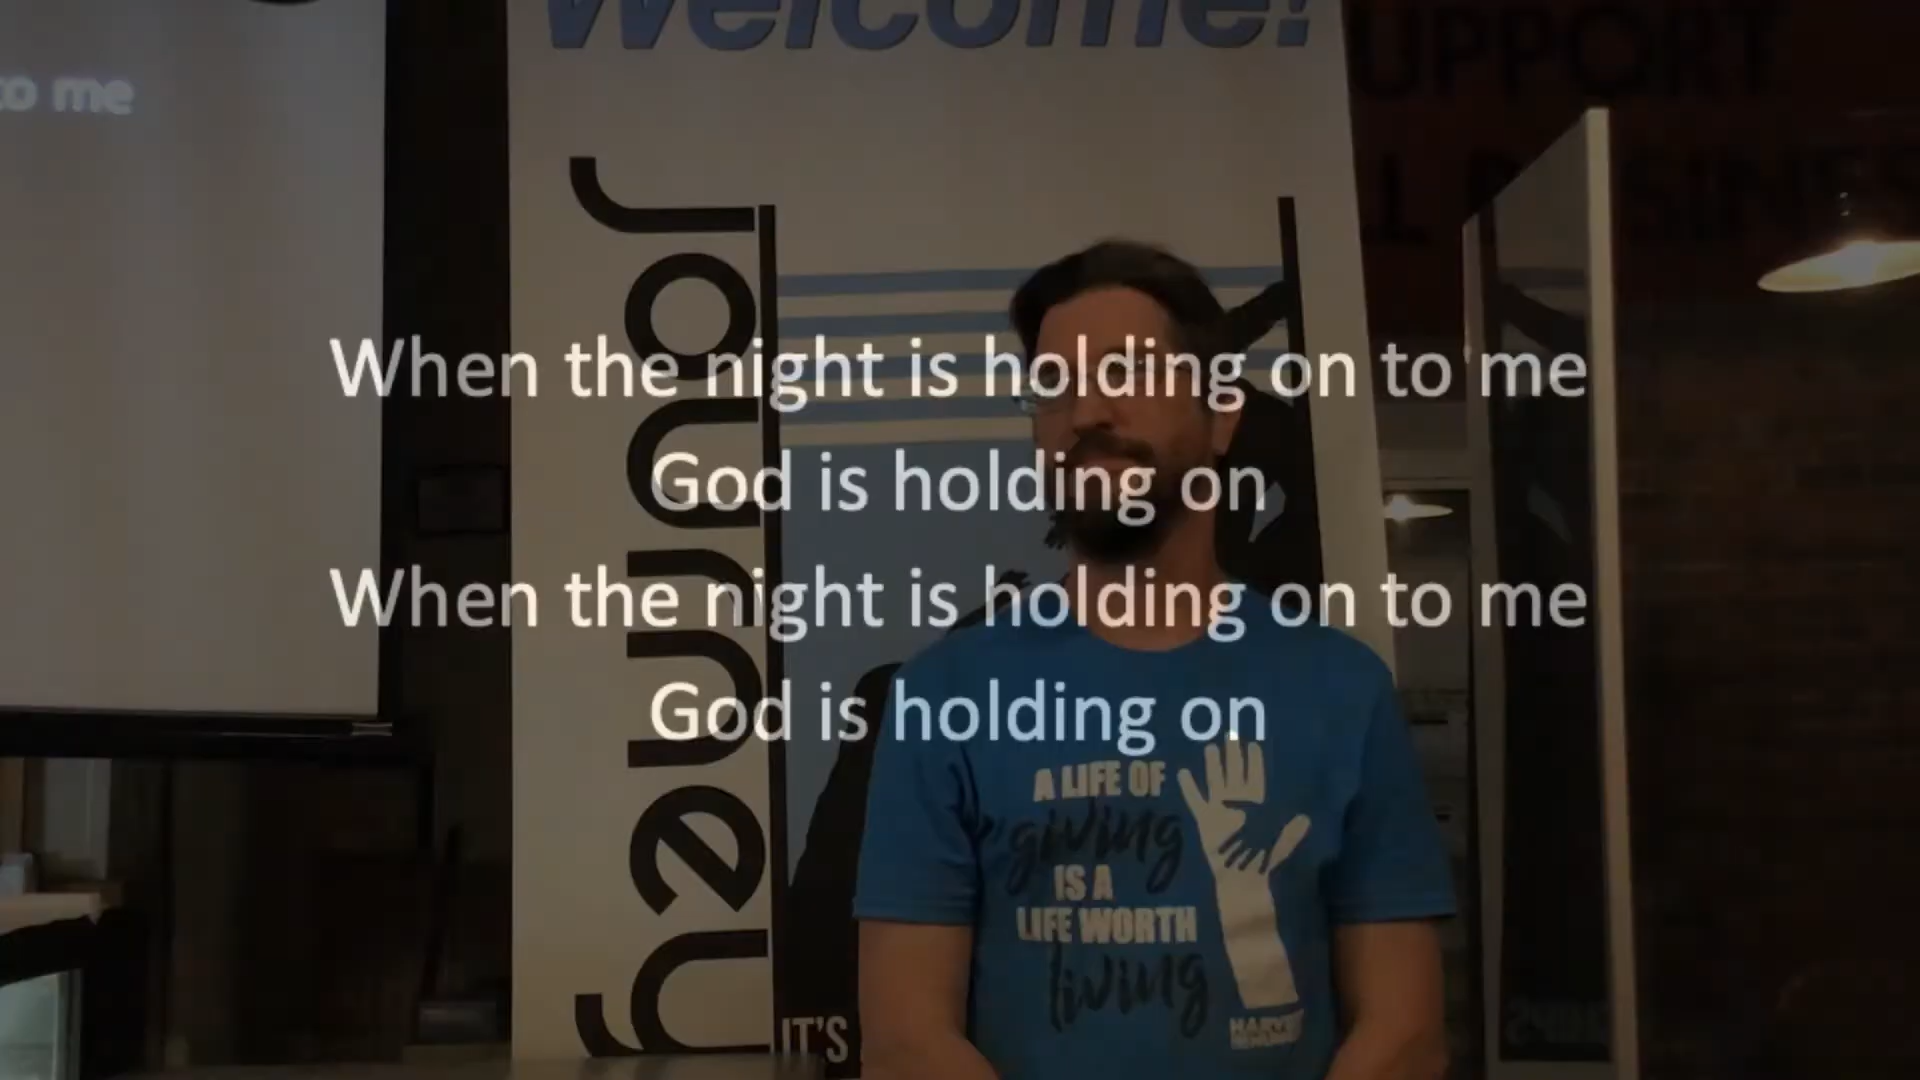 Welcome!
to me
UPPORT
Journey
When the night is holding on to me
God is holding on
When the night is holding on to me
God is holding on
A LIFE OF
giving
IS A
LIFE WORTH
living
IT'S